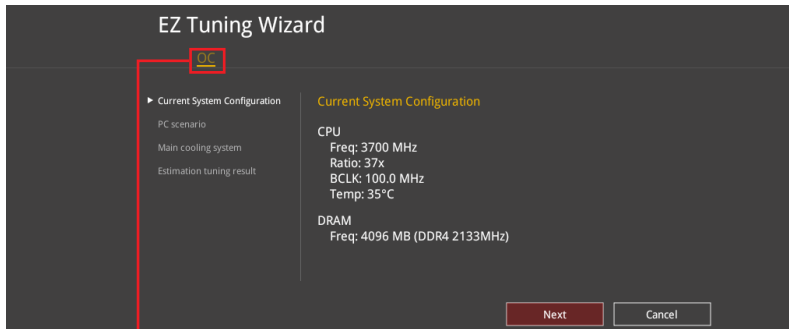 EZ Tuning Wizard
OC
Current System Configuration
PC scenario
Main cooling system
Estimation tuning result
Current System Configuration
CPU
Freq: 3700 MHz
Ratio: 37x
BCLK: 100.0 MHz
Temp: 35°C
DRAM
Freq: 4096 MB (DDR4 2133MHz)
Next
Cancel